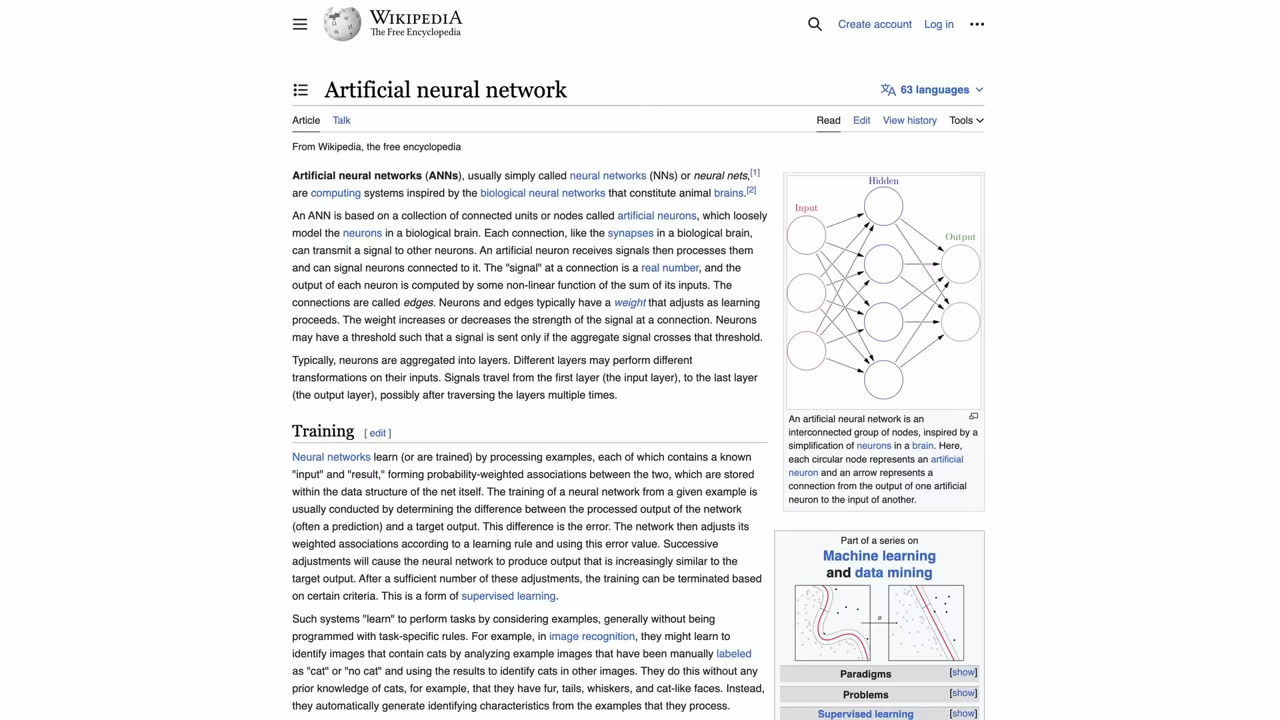 WIKIPEDIA
The Free Encyclopedia
Create account
Log in
Artificial neural network
63 languages
Article
Talk
Read
Edit
View history
Tools
From Wikipedia, the free encyclopedia
Artificial neural networks (ANNs), usually simply called neural networks (NNs) or neural nets,[1]
are computing systems inspired by the biological neural networks that constitute animal brains.[2]
An ANN is based on a collection of connected units or nodes called artificial neurons, which loosely
model the neurons in a biological brain. Each connection, like the synapses in a biological brain,
can transmit a signal to other neurons. An artificial neuron receives signals then processes them
and can signal neurons connected to it. The "signal" at a connection is a real number, and the
output of each neuron is computed by some non-linear function of the sum of its inputs. The
connections are called edges. Neurons and edges typically have a weight that adjusts as learning
proceeds. The weight increases or decreases the strength of the signal at a connection. Neurons
may have a threshold such that a signal is sent only if the aggregate signal crosses that threshold.
Typically, neurons are aggregated into layers. Different layers may perform different
transformations on their inputs. Signals travel from the first layer (the input layer), to the last layer
(the output layer), possibly after traversing the layers multiple times.
Training [ edit ]
Neural networks learn (or are trained) by processing examples, each of which contains a known
"input" and "result," forming probability-weighted associations between the two, which are stored
within the data structure of the net itself. The training of a neural network from a given example is
usually conducted by determining the difference between the processed output of the network
(often a prediction) and a target output. This difference is the error. The network then adjusts its
weighted associations according to a learning rule and using this error value. Successive
adjustments will cause the neural network to produce output that is increasingly similar to the
target output. After a sufficient number of these adjustments, the training can be terminated based
on certain criteria. This is a form of supervised learning.
Such systems "learn" to perform tasks by considering examples, generally without being
programmed with task-specific rules. For example, in image recognition, they might learn to
identify images that contain cats by analyzing example images that have been manually labeled
as "cat" or "no cat" and using the results to identify cats in other images. They do this without any
prior knowledge of cats, for example, that they have fur, tails, whiskers, and cat-like faces. Instead,
they automatically generate identifying characteristics from the examples that they process.
Hidden
Input
Output
An artificial neural network is an
interconnected group of nodes, inspired by a
simplification of neurons in a brain. Here,
each circular node represents an artificial
neuron and an arrow represents a
connection from the output of one artificial
neuron to the input of another.
Part of a series on
Machine learning
and data mining
Paradigms [show]
Problems [show]
Supervised learning [show]